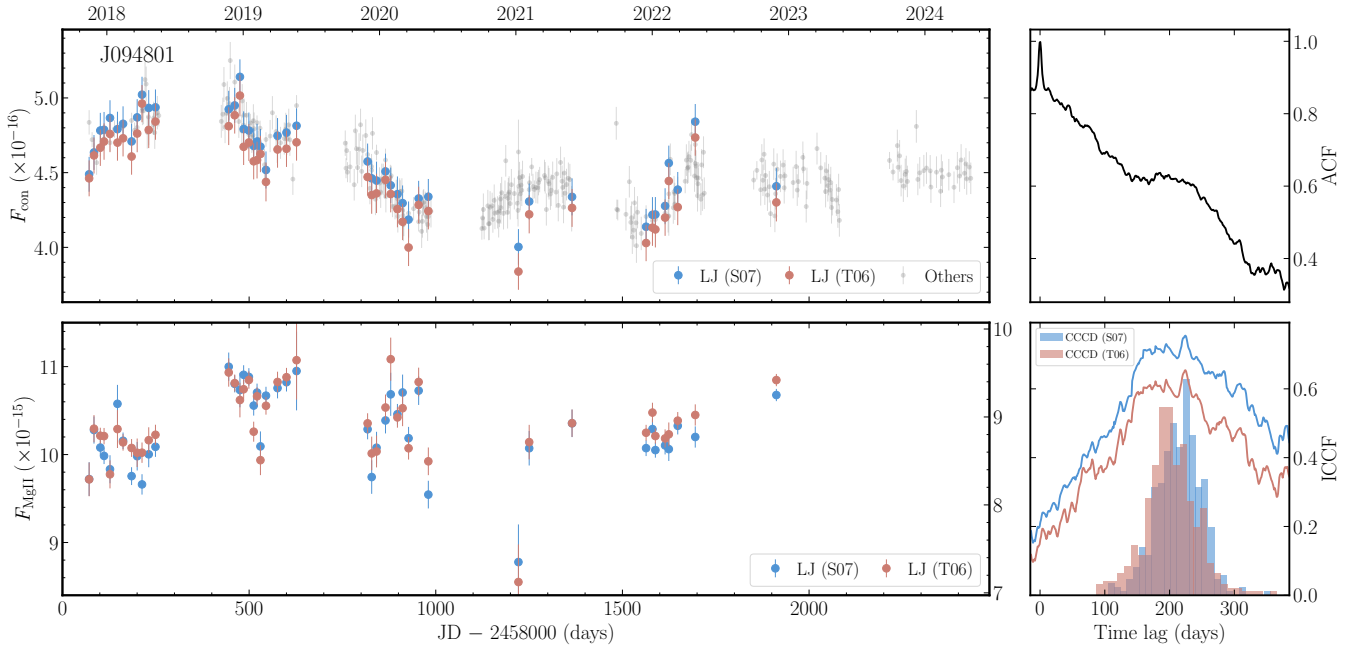 2018 2019 2020 2021 2022 2023 2024
J094801
F_con (×10^−16)
5.0
4.5
4.0
LJ (S07) LJ (T06) Others
1.0
0.8
0.6
0.4
ACF
F_MgII (×10^−15)
11
10
9
10
9
8
7
LJ (S07) LJ (T06)
0 500 1000 1500 2000
JD − 2458000 (days)
CCCD (S07)
CCCD (T06)
0.6
0.4
0.2
0.0
ICCF
0 100 200 300
Time lag (days)